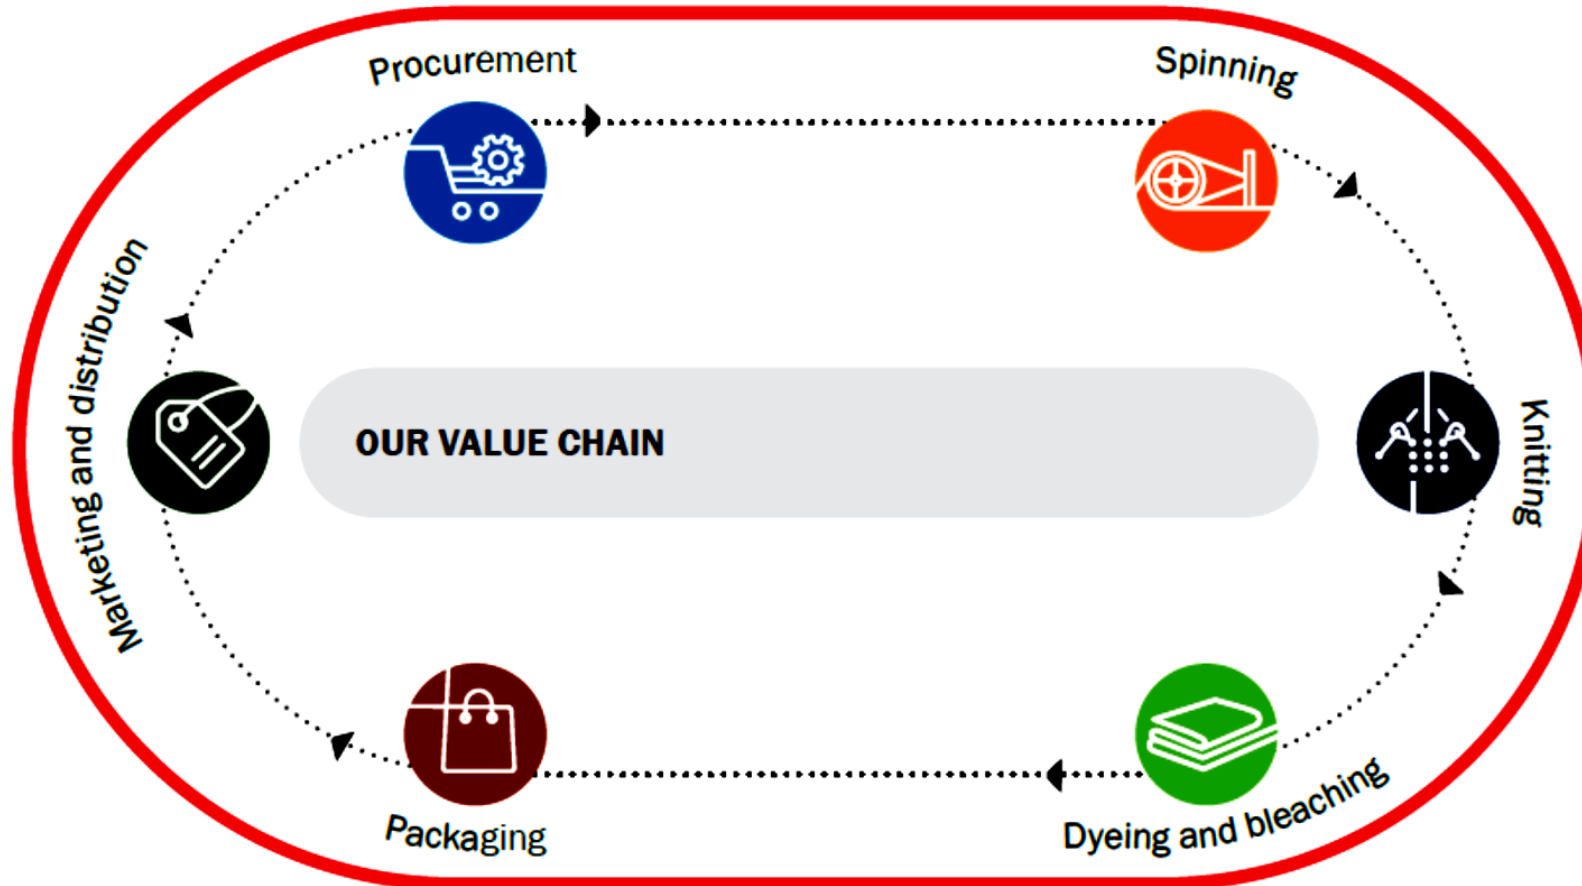 Procurement
Spinning
Marketing and distribution
OUR VALUE CHAIN
Knitting
Packaging
Dyeing and bleaching